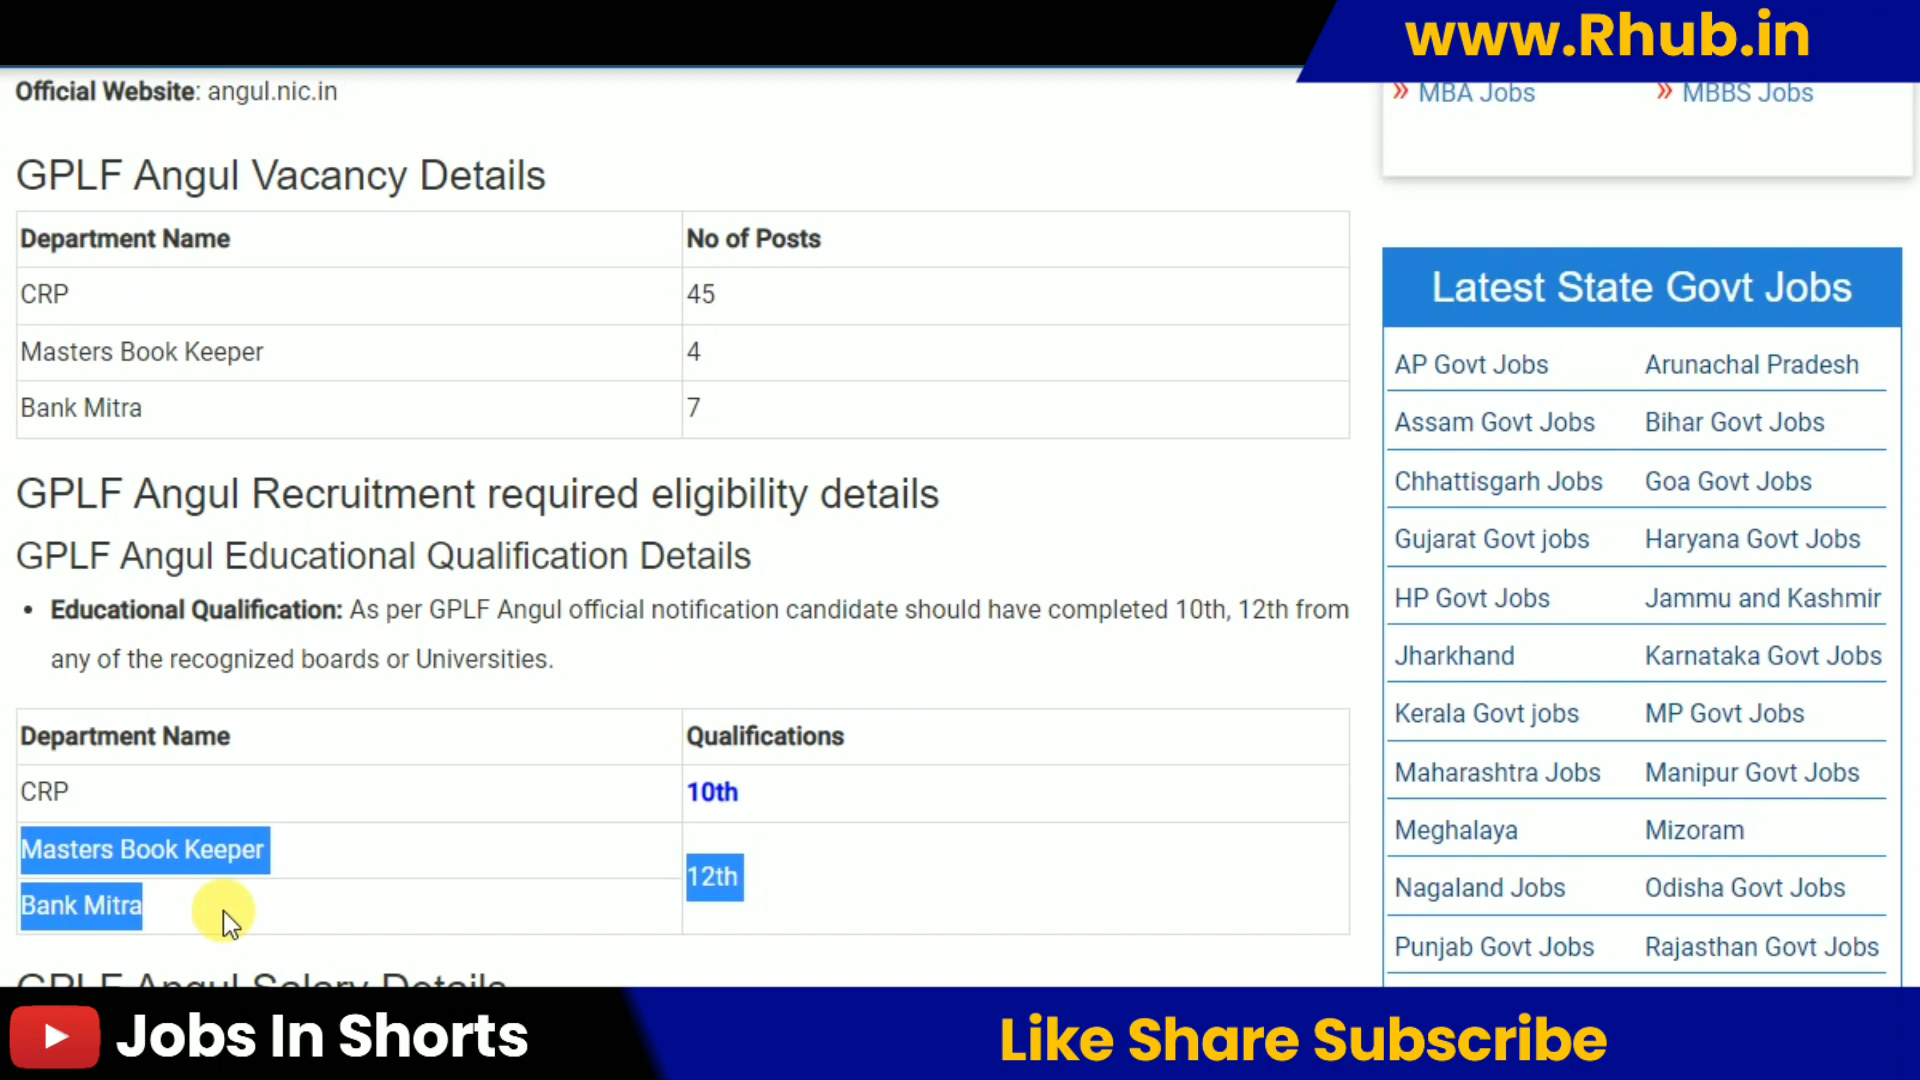 www.Rhub.in
Official Website: angul.nic.in
» MBA Jobs » MBBS Jobs
GPLF Angul Vacancy Details
Department Name No of Posts
CRP 45
Masters Book Keeper 4
Bank Mitra 7
GPLF Angul Recruitment required eligibility details
GPLF Angul Educational Qualification Details
• Educational Qualification: As per GPLF Angul official notification candidate should have completed 10th, 12th from
any of the recognized boards or Universities.
Department Name Qualifications
CRP 10th
Masters Book Keeper
12th
Bank Mitra
GPLF Angul Salary Details
Latest State Govt Jobs
AP Govt Jobs Arunachal Pradesh
Assam Govt Jobs Bihar Govt Jobs
Chhattisgarh Jobs Goa Govt Jobs
Gujarat Govt jobs Haryana Govt Jobs
HP Govt Jobs Jammu and Kashmir
Jharkhand Karnataka Govt Jobs
Kerala Govt jobs MP Govt Jobs
Maharashtra Jobs Manipur Govt Jobs
Meghalaya Mizoram
Nagaland Jobs Odisha Govt Jobs
Punjab Govt Jobs Rajasthan Govt Jobs
Jobs In Shorts
Like Share Subscribe